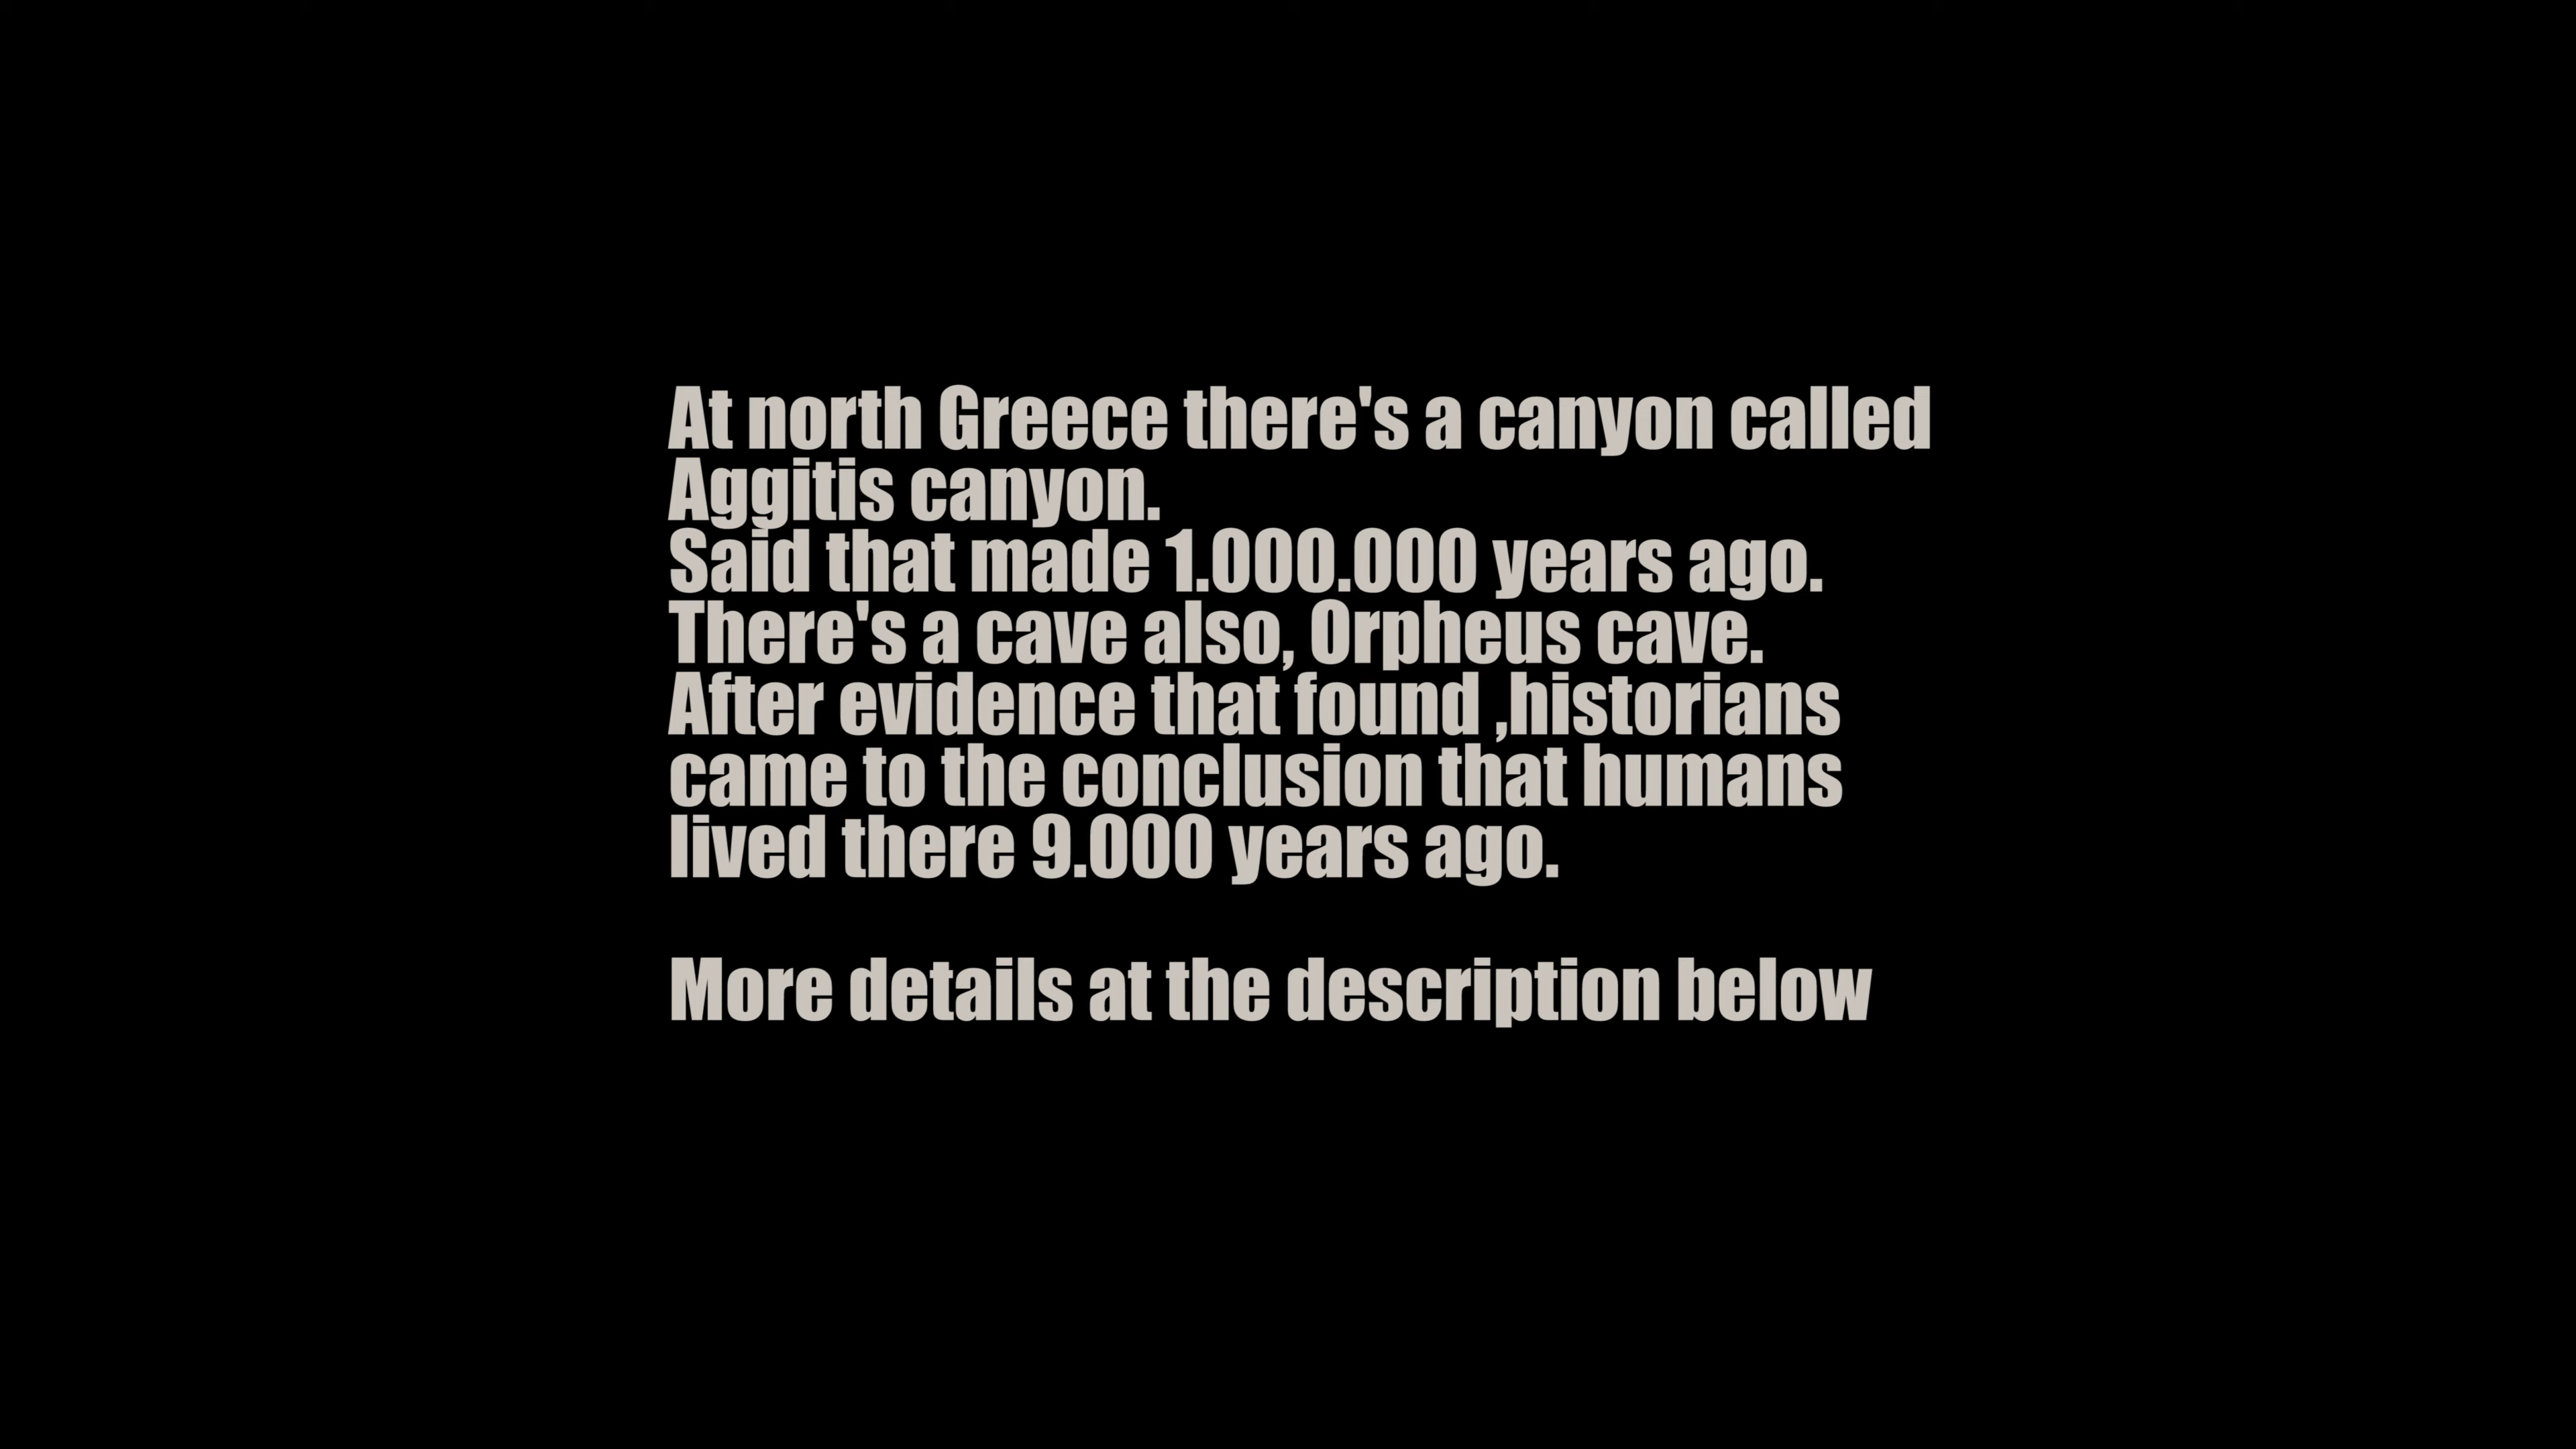 At north Greece there's a canyon called
Aggitis canyon.
Said that made 1.000.000 years ago.
There's a cave also, Orpheus cave.
After evidence that found ,historians
came to the conclusion that humans
lived there 9.000 years ago.
More details at the description below